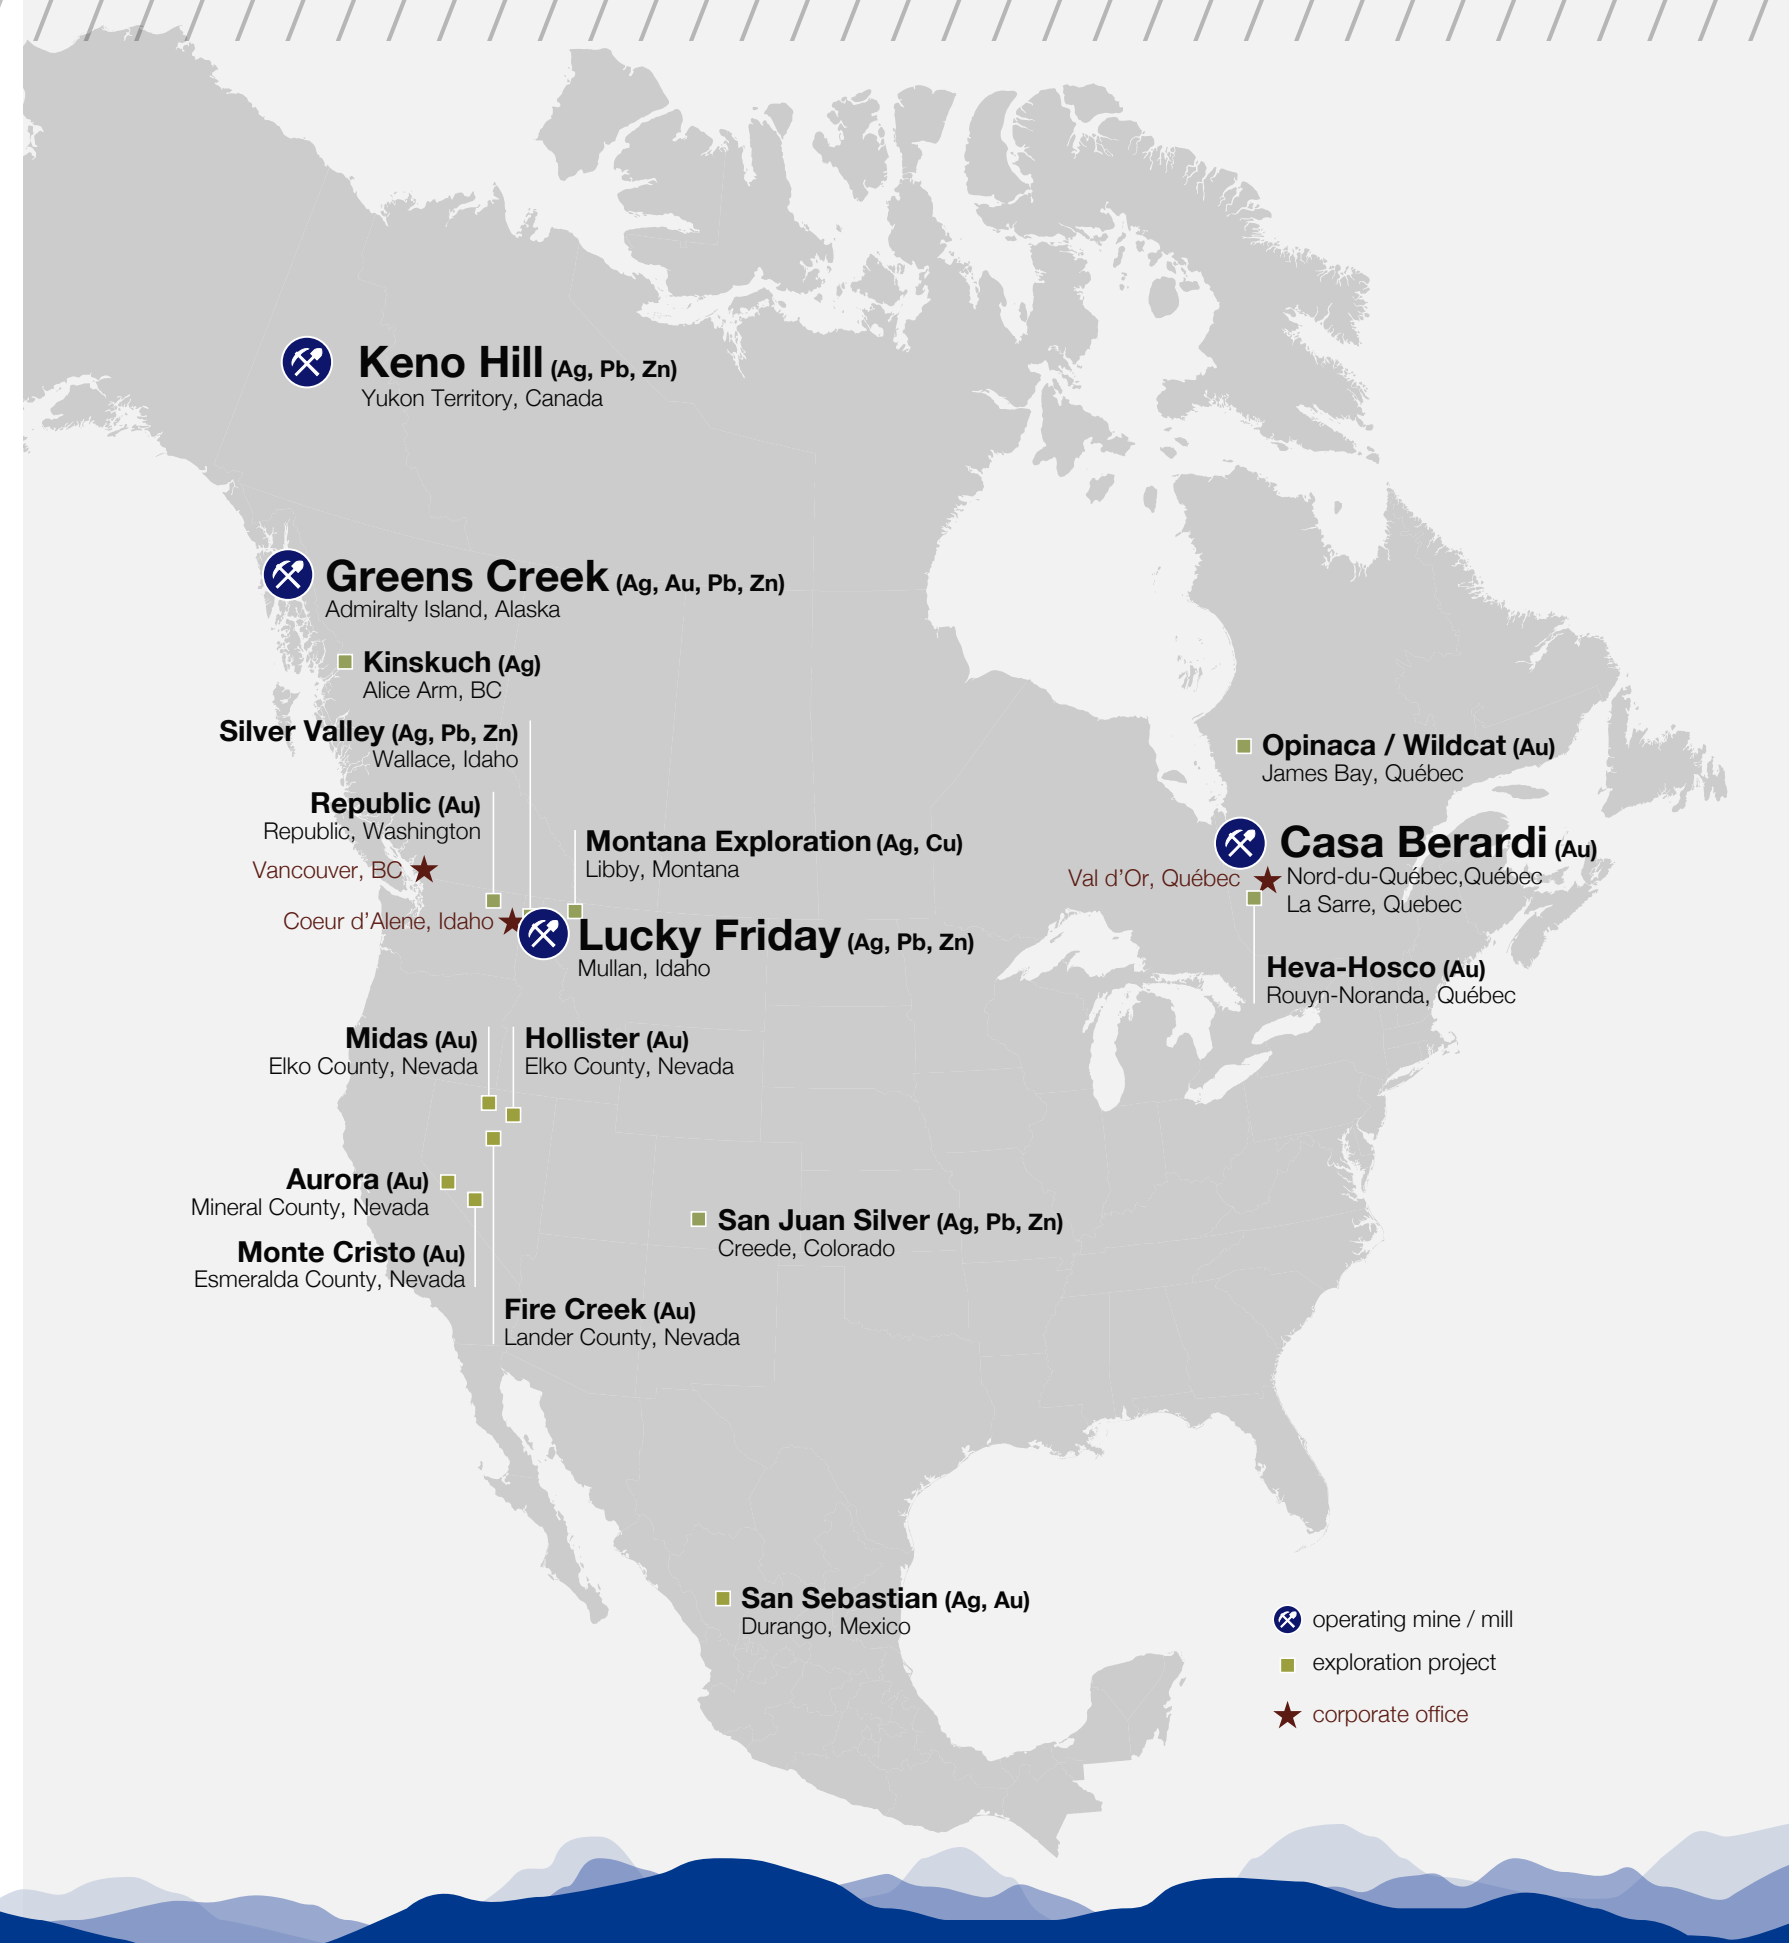 Keno Hill (Ag, Pb, Zn)
Yukon Territory, Canada
Greens Creek (Ag, Au, Pb, Zn)
Admiralty Island, Alaska
Kinskuch (Ag)
Alice Arm, BC
Silver Valley (Ag, Pb, Zn)
Wallace, Idaho
Republic (Au)
Republic, Washington
Vancouver, BC
Coeur d'Alene, Idaho
Montana Exploration (Ag, Cu)
Libby, Montana
Lucky Friday (Ag, Pb, Zn)
Mullan, Idaho
Opinaca / Wildcat (Au)
James Bay, Québec
Casa Berardi (Au)
Val d'Or, Québec
Nord-du-Québec,Québec
La Sarre, Quebec
Heva-Hosco (Au)
Rouyn-Noranda, Québec
Midas (Au)
Elko County, Nevada
Hollister (Au)
Elko County, Nevada
Aurora (Au)
Mineral County, Nevada
Monte Cristo (Au)
Esmeralda County, Nevada
Fire Creek (Au)
Lander County, Nevada
San Juan Silver (Ag, Pb, Zn)
Creede, Colorado
San Sebastian (Ag, Au)
Durango, Mexico
operating mine / mill
exploration project
corporate office